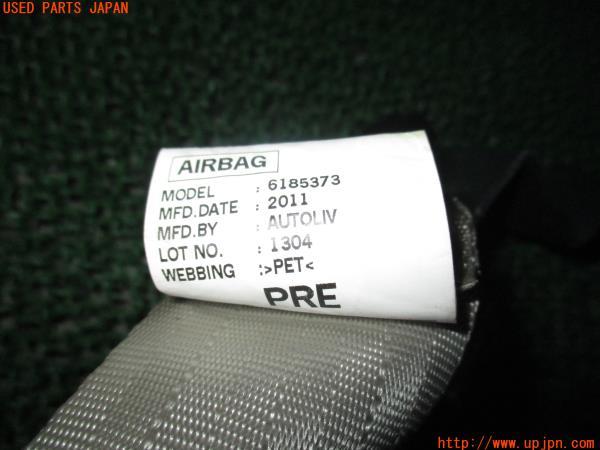 USED PARTS JAPAN
AIRBAG
MODEL : 6185373
MFD.DATE : 2011
MFD.BY : AUTOLIV
LOT NO. : 1304
WEBBING :>PET<
PRE
http://www.upjpn.com/